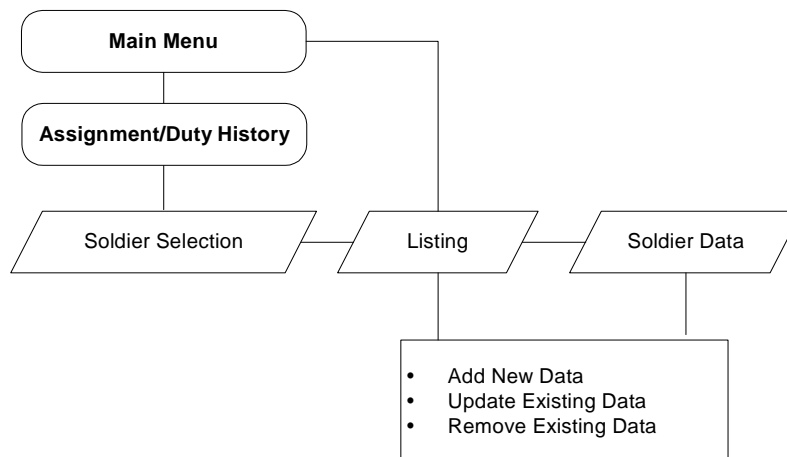 Main Menu
Assignment/Duty History
Soldier Selection
Listing
Soldier Data
• Add New Data
• Update Existing Data
• Remove Existing Data